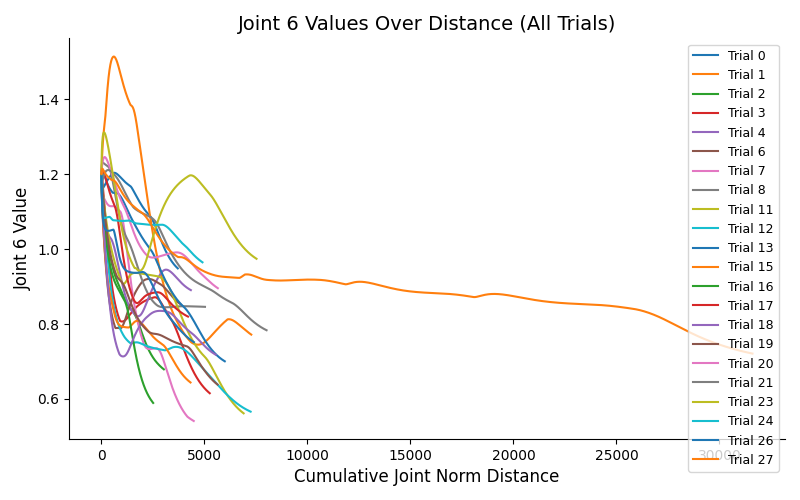 Joint 6 Values Over Distance (All Trials)
Joint 6 Value
1.4
1.2
1.0
0.8
0.6
0
5000
10000
15000
20000
25000
30000
Cumulative Joint Norm Distance
Trial 0
Trial 1
Trial 2
Trial 3
Trial 4
Trial 6
Trial 7
Trial 8
Trial 11
Trial 12
Trial 13
Trial 15
Trial 16
Trial 17
Trial 18
Trial 19
Trial 20
Trial 21
Trial 23
Trial 24
Trial 26
Trial 27